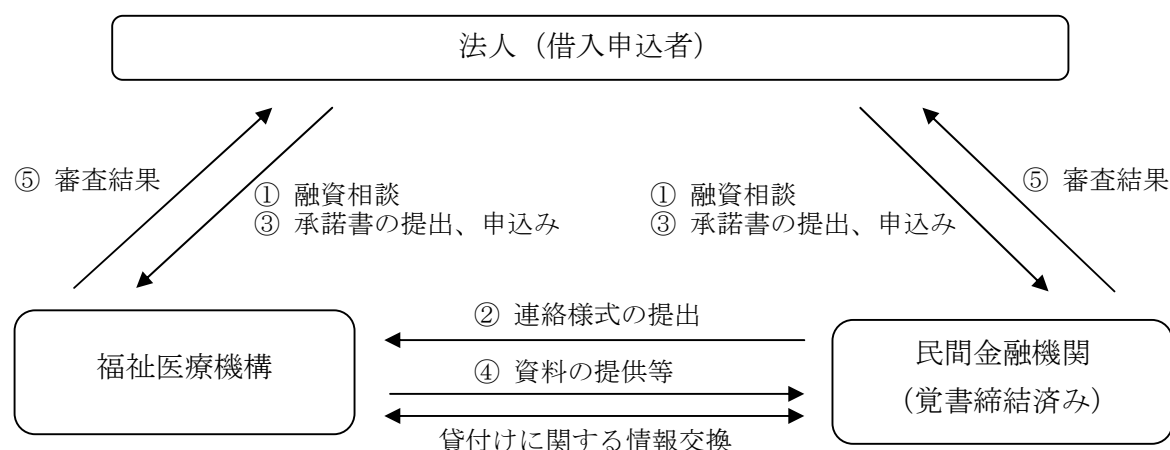 法人（借入申込者）
⑤ 審査結果
① 融資相談
③ 承諾書の提出、申込み
① 融資相談
③ 承諾書の提出、申込み
⑤ 審査結果
福祉医療機構
② 連絡様式の提出
④ 資料の提供等
貸付けに関する情報交換
民間金融機関
（覚書締結済み）